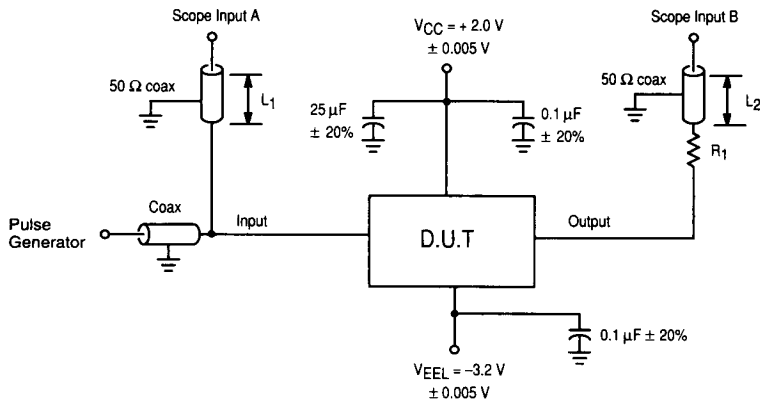 Scope Input A
50 Ω coax
L1
VCC = + 2.0 V
± 0.005 V
25 µF
± 20%
0.1 µF
± 20%
Scope Input B
50 Ω coax
L2
R1
Pulse
Generator
Coax
Input
D.U.T
Output
0.1 µF ± 20%
VEEL = –3.2 V
± 0.005 V